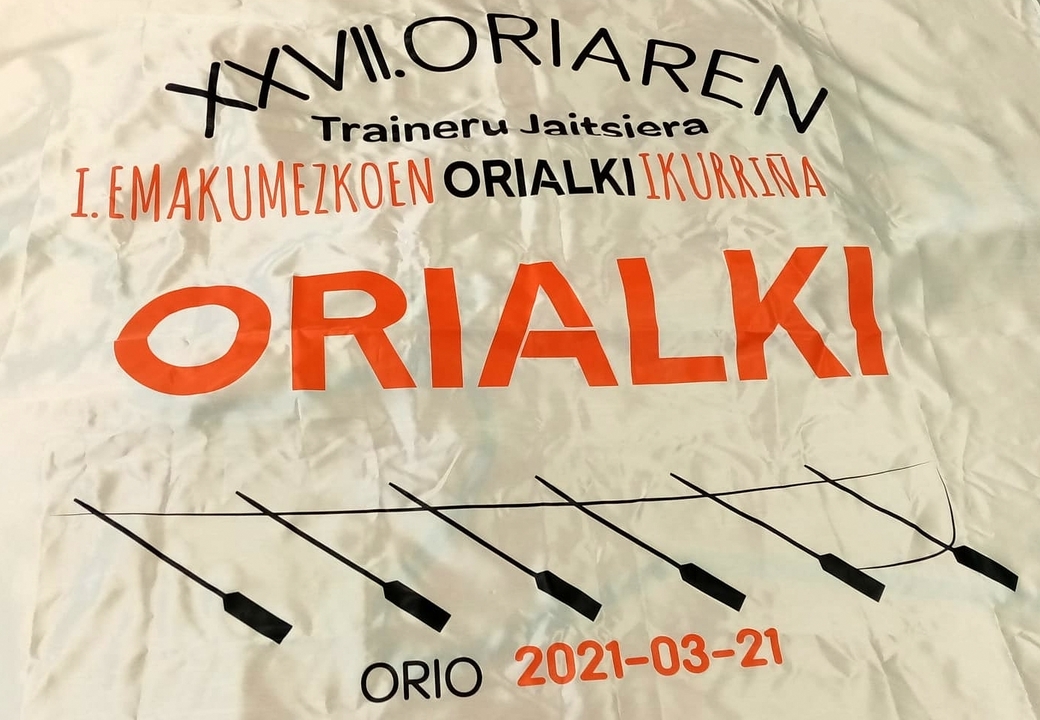 XXVII. ORIAREN
Traineru Jaitsiera
I. EMAKUMEZKOEN ORIALKI IKURRIÑA
ORIALKI
ORIO 2021-03-21